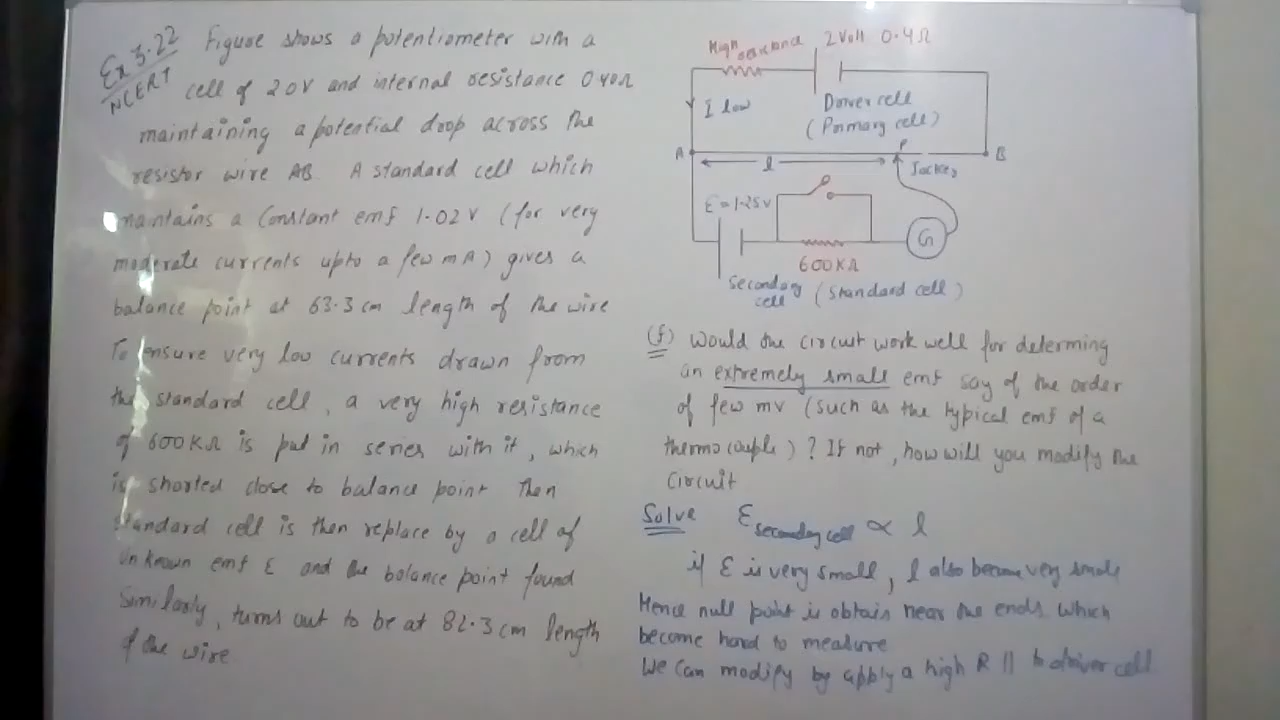 Ex 3.22
NCERT
Figure shows a potentiometer with a
cell of 2.0V and internal resistance 0.40Ω
maintaining a potential drop across the
resistor wire AB. A standard cell which
maintains a Constant emf 1.02 V (for very
moderate currents upto a few mA) gives a
balance point at 63.3 cm length of the wire
To ensure very low currents drawn from
the standard cell, a very high resistance
of 600KΩ is put in series with it, which
is shorted close to balance point Then
standard cell is then replace by a cell of
unknown emf ε and the balance point found
Similarly, turns out to be at 82.3 cm length
of the wire
High resistance
2 Volt 0.4Ω
I low
Driver cell
(Primary cell)
A
l
P
B
Jockey
ε = 1.25V
G
600KΩ
Secondary cell (Standard cell)
(f) Would the circuit work well for determing
an extremely small emf say of the order
of few mv (such as the typical emf of a
thermocouple)? If not, how will you modify the
Circuit
Solve ε secondary cell ∝ l
if ε is very small, l also become very small
Hence null point is obtain near the ends which
become hard to measure
We can modify by apply a high R || to driver cell